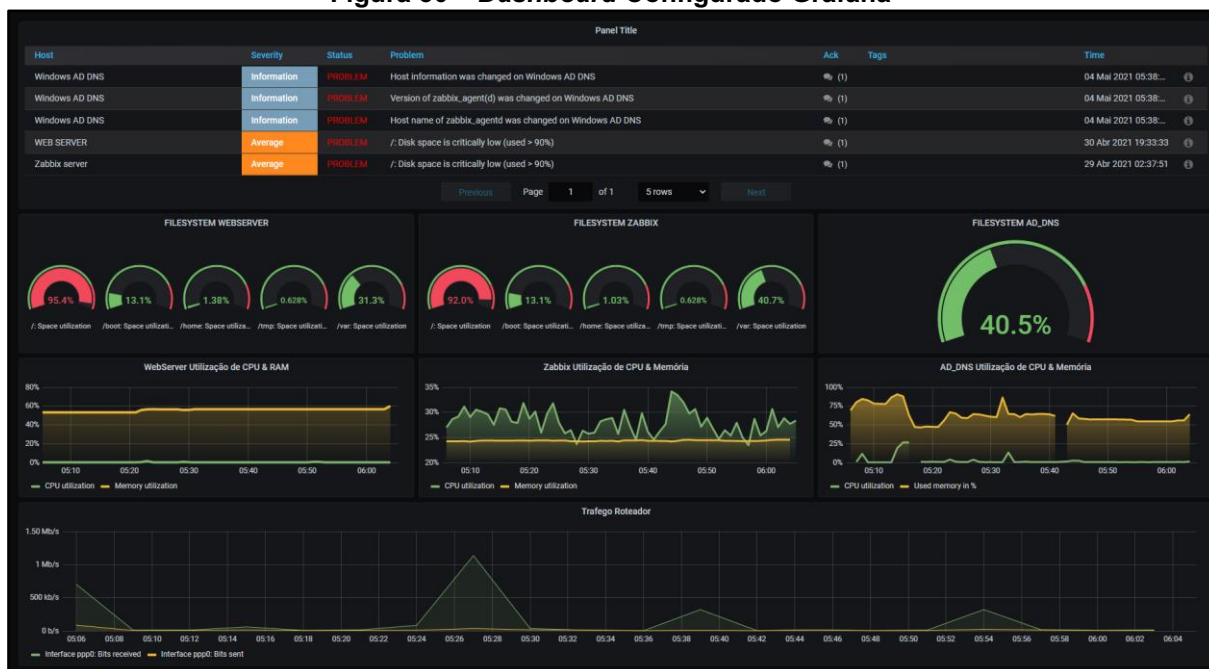 Figura 30 – Dashboard Configurado Grafana
Panel Title
Host Severity Status Problem Ack Tags Time
Windows AD DNS Information PROBLEM Host information was changed on Windows AD DNS (1) 04 Mai 2021 05:38:...
Windows AD DNS Information PROBLEM Version of zabbix_agent(d) was changed on Windows AD DNS (1) 04 Mai 2021 05:38:...
Windows AD DNS Information PROBLEM Host name of zabbix_agentd was changed on Windows AD DNS (1) 04 Mai 2021 05:38:...
WEB SERVER Average PROBLEM /: Disk space is critically low (used > 90%) (1) 30 Abr 2021 19:33:33
Zabbix server Average PROBLEM /: Disk space is critically low (used > 90%) (1) 29 Abr 2021 02:37:51
Previous Page 1 of 1 5 rows Next
FILESYSTEM WEBSERVER
95.4% 13.1% 1.38% 0.628% 31.3%
/: Space utilization /boot: Space utilizati... /home: Space utiliza... /tmp: Space utilizati... /var: Space utilization
FILESYSTEM ZABBIX
92.0% 13.1% 1.03% 0.628% 40.7%
/: Space utilization /boot: Space utilizati... /home: Space utiliza... /tmp: Space utilizati... /var: Space utilization
FILESYSTEM AD_DNS
40.5%
WebServer Utilização de CPU & RAM
80%
60%
40%
20%
0%
05:10 05:20 05:30 05:40 05:50 06:00
CPU utilization Memory utilization
Zabbix Utilização de CPU & Memória
35%
30%
25%
20%
05:10 05:20 05:30 05:40 05:50 06:00
CPU utilization Memory utilization
AD_DNS Utilização de CPU & Memória
100%
75%
50%
25%
0%
05:10 05:20 05:30 05:40 05:50 06:00
CPU utilization Used memory in %
Trafego Roteador
1.50 Mb/s
1 Mb/s
500 kb/s
0 b/s
05:06 05:08 05:10 05:12 05:14 05:16 05:18 05:20 05:22 05:24 05:26 05:28 05:30 05:32 05:34 05:36 05:38 05:40 05:42 05:44 05:46 05:48 05:50 05:52 05:54 05:56 05:58 06:00 06:02 06:04
Interface ppp0: Bits received Interface ppp0: Bits sent